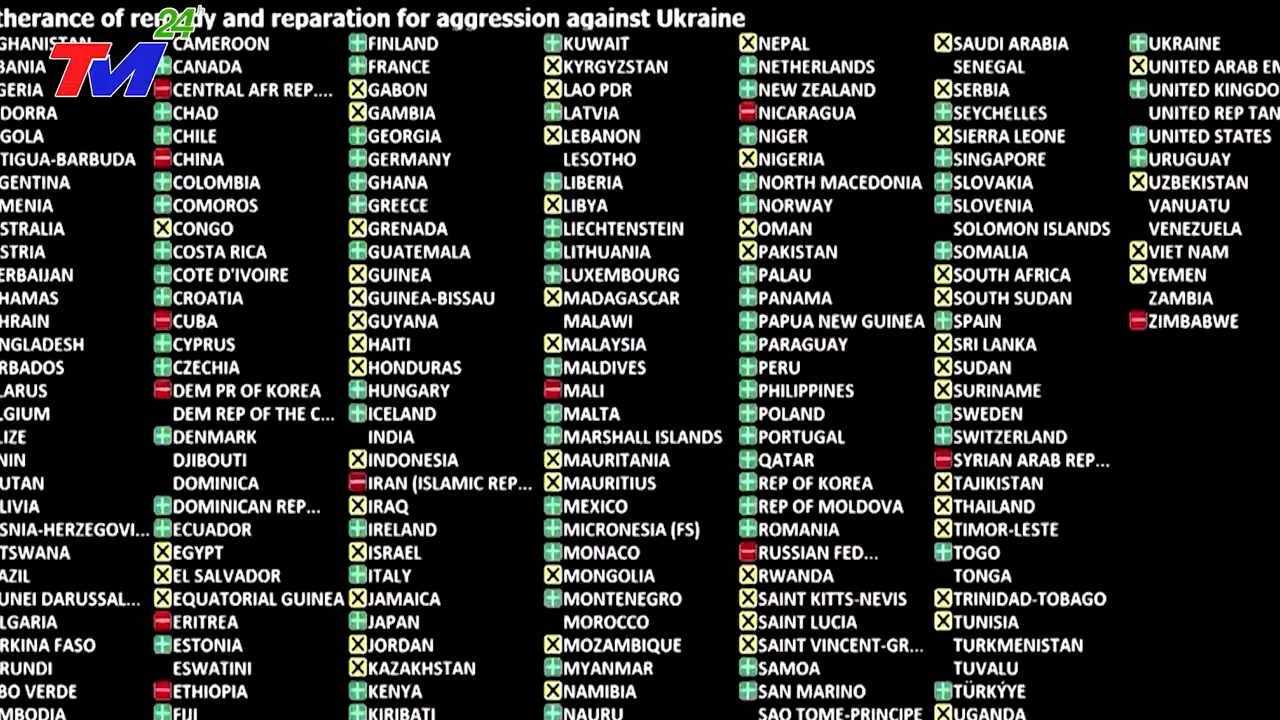 therance of remedy and reparation for aggression against Ukraine
TM
24h
GHANISTAN
BANIA
GERIA
DORRA
GOLA
TIGUA-BARBUDA
GENTINA
MENIA
STRALIA
STRIA
ERBAIJAN
HAMAS
HRAIN
NGLADESH
RBADOS
LARUS
LGIUM
LIZE
NIN
UTAN
LIVIA
SNIA-HERZEGOVI...
TSWANA
AZIL
UNEI DARUSSAL...
LGARIA
RKINA FASO
RUNDI
BO VERDE
MBODIA
CAMEROON
CANADA
CENTRAL AFR REP....
CHAD
CHILE
CHINA
COLOMBIA
COMOROS
CONGO
COSTA RICA
COTE D'IVOIRE
CROATIA
CUBA
CYPRUS
CZECHIA
DEM PR OF KOREA
DEM REP OF THE C...
DENMARK
DJIBOUTI
DOMINICA
DOMINICAN REP...
ECUADOR
EGYPT
EL SALVADOR
EQUATORIAL GUINEA
ERITREA
ESTONIA
ESWATINI
ETHIOPIA
FIJI
FINLAND
FRANCE
GABON
GAMBIA
GEORGIA
GERMANY
GHANA
GREECE
GRENADA
GUATEMALA
GUINEA
GUINEA-BISSAU
GUYANA
HAITI
HONDURAS
HUNGARY
ICELAND
INDIA
INDONESIA
IRAN (ISLAMIC REP...
IRAQ
IRELAND
ISRAEL
ITALY
JAMAICA
JAPAN
JORDAN
KAZAKHSTAN
KENYA
KIRIBATI
KUWAIT
KYRGYZSTAN
LAO PDR
LATVIA
LEBANON
LESOTHO
LIBERIA
LIBYA
LIECHTENSTEIN
LITHUANIA
LUXEMBOURG
MADAGASCAR
MALAWI
MALAYSIA
MALDIVES
MALI
MALTA
MARSHALL ISLANDS
MAURITANIA
MAURITIUS
MEXICO
MICRONESIA (FS)
MONACO
MONGOLIA
MONTENEGRO
MOROCCO
MOZAMBIQUE
MYANMAR
NAMIBIA
NAURU
NEPAL
NETHERLANDS
NEW ZEALAND
NICARAGUA
NIGER
NIGERIA
NORTH MACEDONIA
NORWAY
OMAN
PAKISTAN
PALAU
PANAMA
PAPUA NEW GUINEA
PARAGUAY
PERU
PHILIPPINES
POLAND
PORTUGAL
QATAR
REP OF KOREA
REP OF MOLDOVA
ROMANIA
RUSSIAN FED...
RWANDA
SAINT KITTS-NEVIS
SAINT LUCIA
SAINT VINCENT-GR...
SAMOA
SAN MARINO
SAO TOME-PRINCIPE
SAUDI ARABIA
SENEGAL
SERBIA
SEYCHELLES
SIERRA LEONE
SINGAPORE
SLOVAKIA
SLOVENIA
SOLOMON ISLANDS
SOMALIA
SOUTH AFRICA
SOUTH SUDAN
SPAIN
SRI LANKA
SUDAN
SURINAME
SWEDEN
SWITZERLAND
SYRIAN ARAB REP...
TAJIKISTAN
THAILAND
TIMOR-LESTE
TOGO
TONGA
TRINIDAD-TOBAGO
TUNISIA
TURKMENISTAN
TUVALU
TÜRKÝYE
UGANDA
UKRAINE
UNITED ARAB EM
UNITED KINGDO
UNITED REP TAN
UNITED STATES
URUGUAY
UZBEKISTAN
VANUATU
VENEZUELA
VIET NAM
YEMEN
ZAMBIA
ZIMBABWE